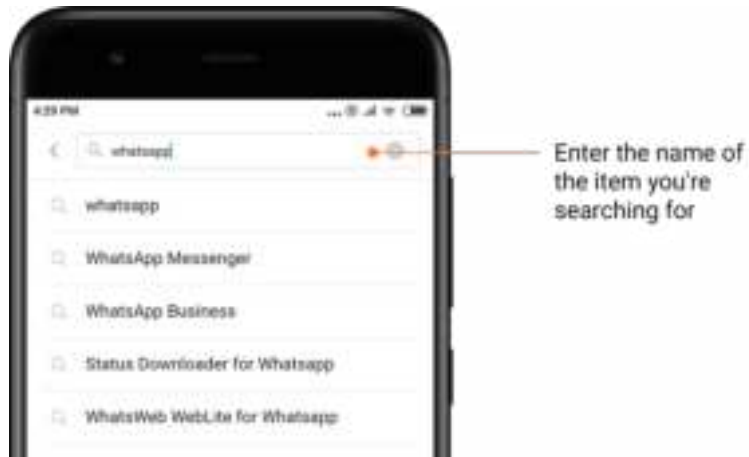 4:39 PM
whatsapp
Enter the name of
the item you're
searching for
whatsapp
WhatsApp Messenger
WhatsApp Business
Status Downloader for Whatsapp
WhatsWeb WebLite for Whatsapp